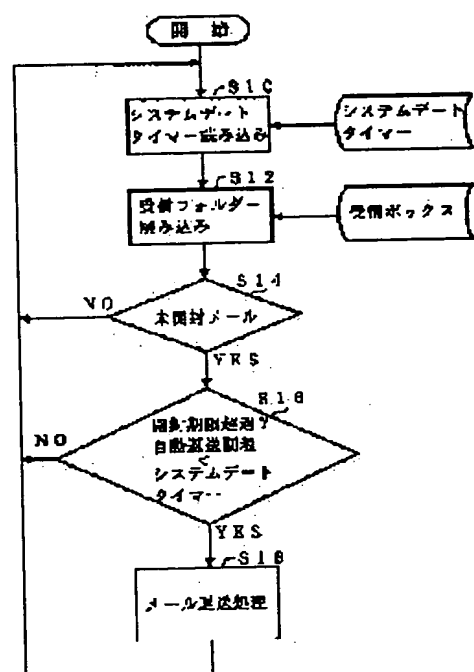 開始
S10
システムデート
タイマー読み込み
システムデート
タイマー
S12
受信フォルダー
読み込み
受信ボックス
S14
NO
未開封メール
YES
S16
NO
自動返送時間
<
システムデート
タイマー
YES
S18
メール返送処理